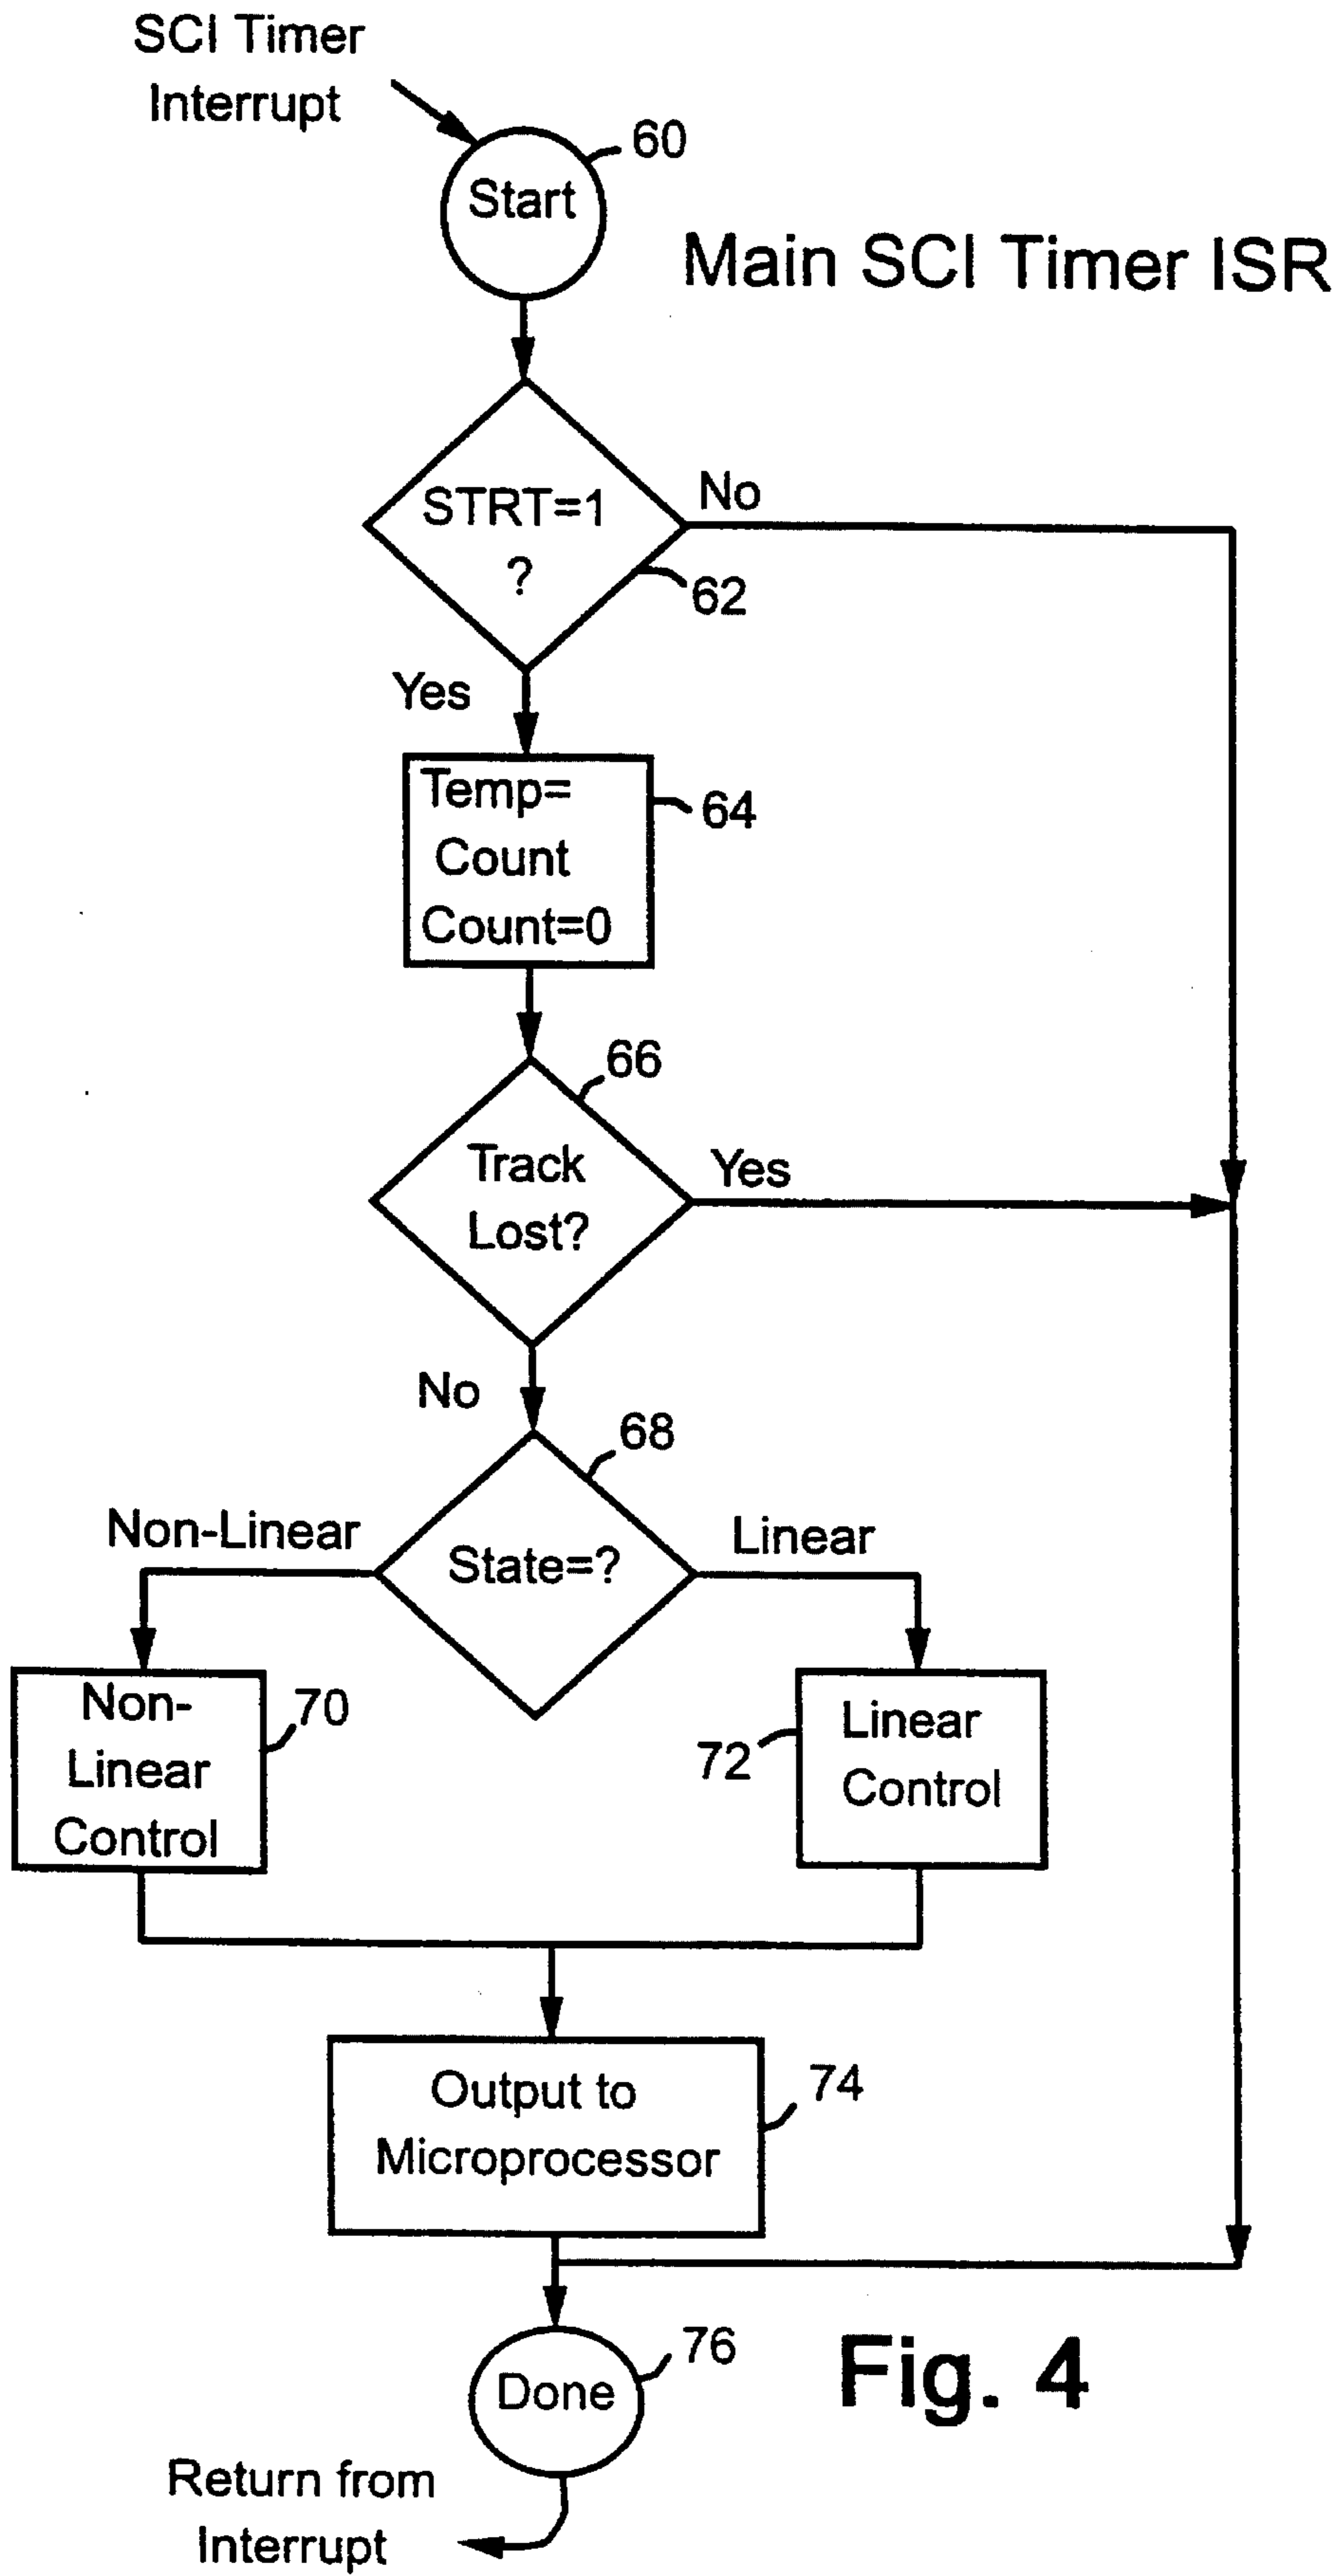 SCI Timer
Interrupt
60
Start
Main SCI Timer ISR
STRT=1
?
No
62
Yes
Temp=
Count
Count=0
64
66
Track
Lost?
Yes
No
68
Non-Linear
State=?
Linear
Non-
Linear
Control
70
72
Linear
Control
Output to
Microprocessor
74
76
Done
Fig. 4
Return from
Interrupt